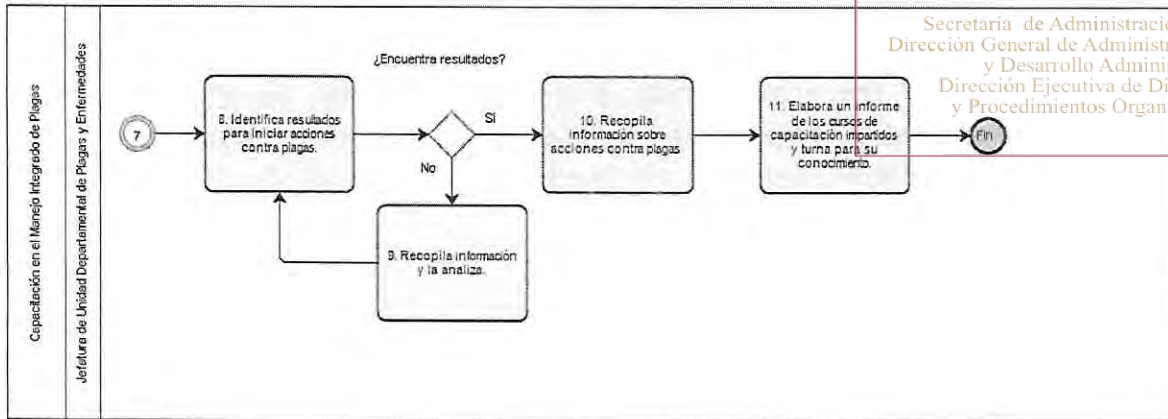 Secretaría de Administració
Dirección General de Administr
y Desarrollo Adminis
Dirección Ejecutiva de Di
y Procedimientos Organ
Capacitación en el Manejo Integrado de Plagas
Jefatura de Unidad Departamental de Plagas y Enfermedades
7
8. Identifica resultados
para iniciar acciones
contra plagas.
¿Encuentra resultados?
Sí
No
9. Recopila información
y la analiza.
10. Recopila
información sobre
acciones contra plagas
11. Elabora un informe
de los cursos de
capacitación impartidos
y turna para su
conocimiento.
Fin